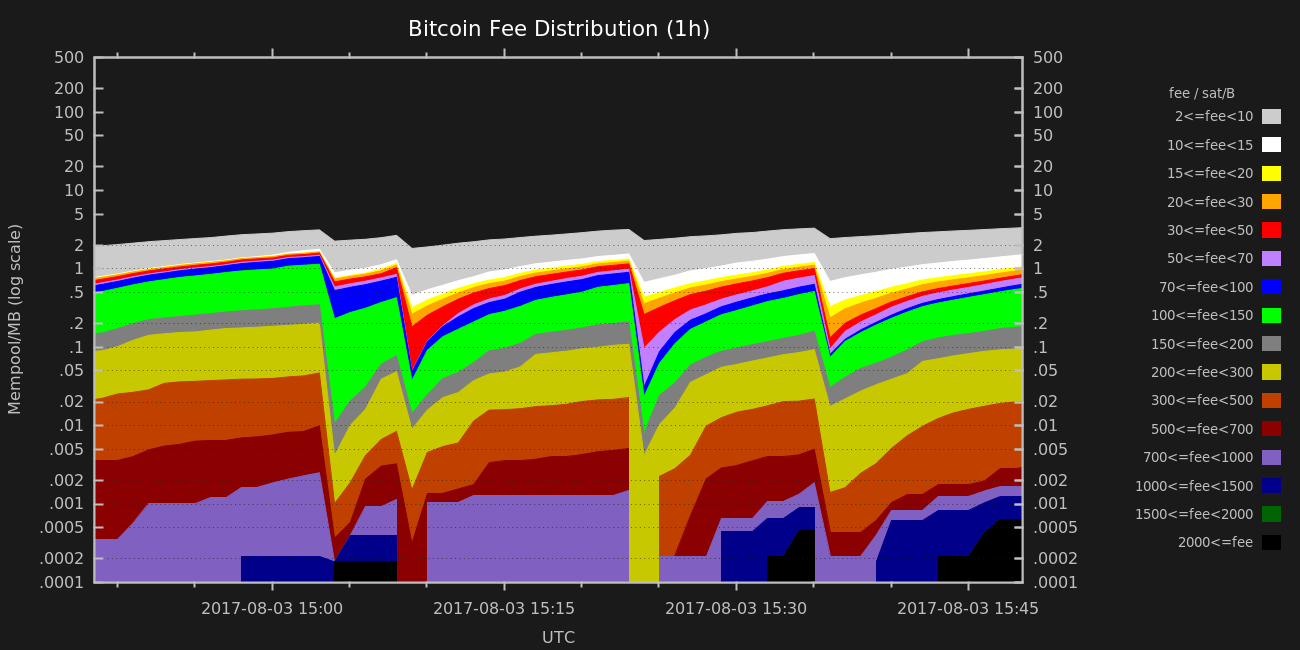 Bitcoin Fee Distribution (1h)
500
200
100
50
20
10
5
2
1
.5
.2
.1
.05
.02
.01
.005
.002
.001
.0005
.0002
.0001
Mempool/MB (log scale)
500
200
100
50
20
10
5
2
1
.5
.2
.1
.05
.02
.01
.005
.002
.001
.0005
.0002
.0001
2017-08-03 15:00
2017-08-03 15:15
2017-08-03 15:30
2017-08-03 15:45
UTC
fee / sat/B
2<=fee<10
10<=fee<15
15<=fee<20
20<=fee<30
30<=fee<50
50<=fee<70
70<=fee<100
100<=fee<150
150<=fee<200
200<=fee<300
300<=fee<500
500<=fee<700
700<=fee<1000
1000<=fee<1500
1500<=fee<2000
2000<=fee